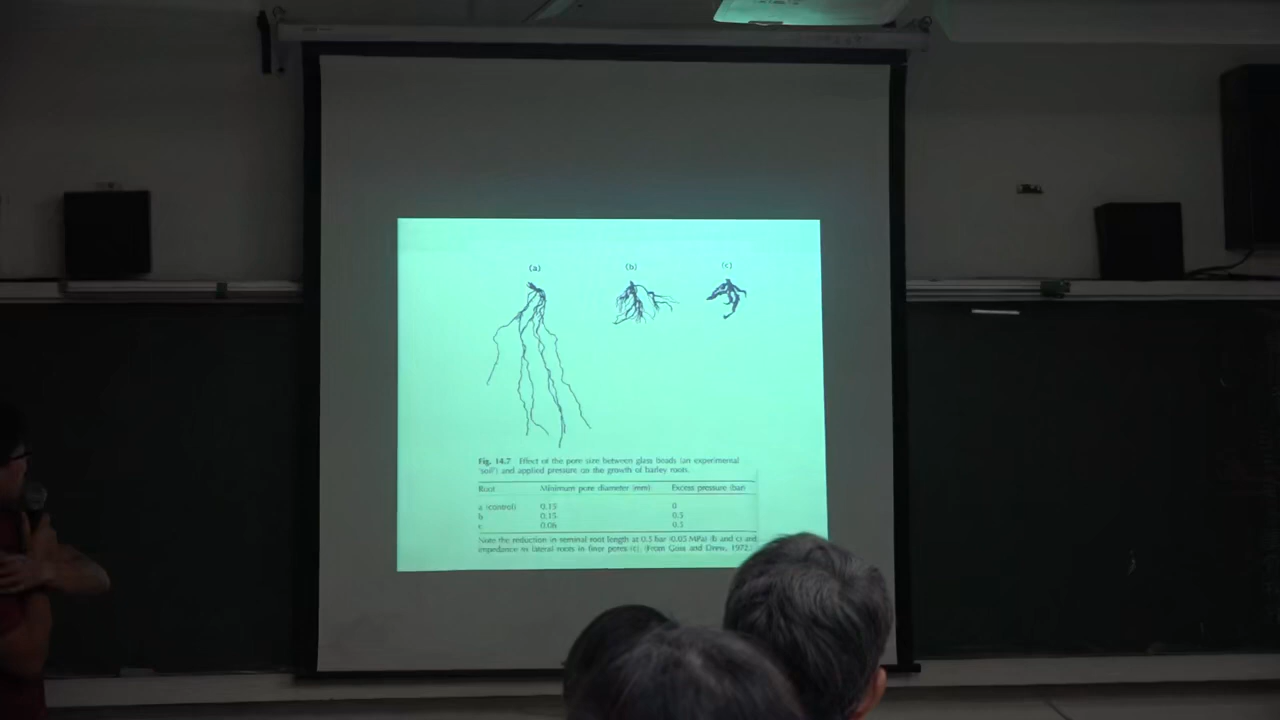 (a) (b) (c)
Fig. 14.7 Effect of the pore size between glass beads (an experimental
'soil') and applied pressure on the growth of barley roots.
Root Minimum pore diameter (mm) Excess pressure (bar)
a (control) 0.15 0
b 0.15 0.5
c 0.06 0.5
Note the reduction in seminal root length at 0.5 bar (0.05 MPa) (b and c) and
impedance to lateral roots in finer pores (c). (From Goss and Drew, 1972.)